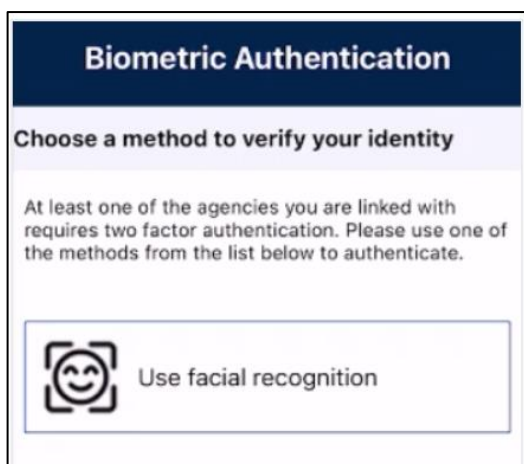 Biometric Authentication
Choose a method to verify your identity
At least one of the agencies you are linked with
requires two factor authentication. Please use one of
the methods from the list below to authenticate.
Use facial recognition